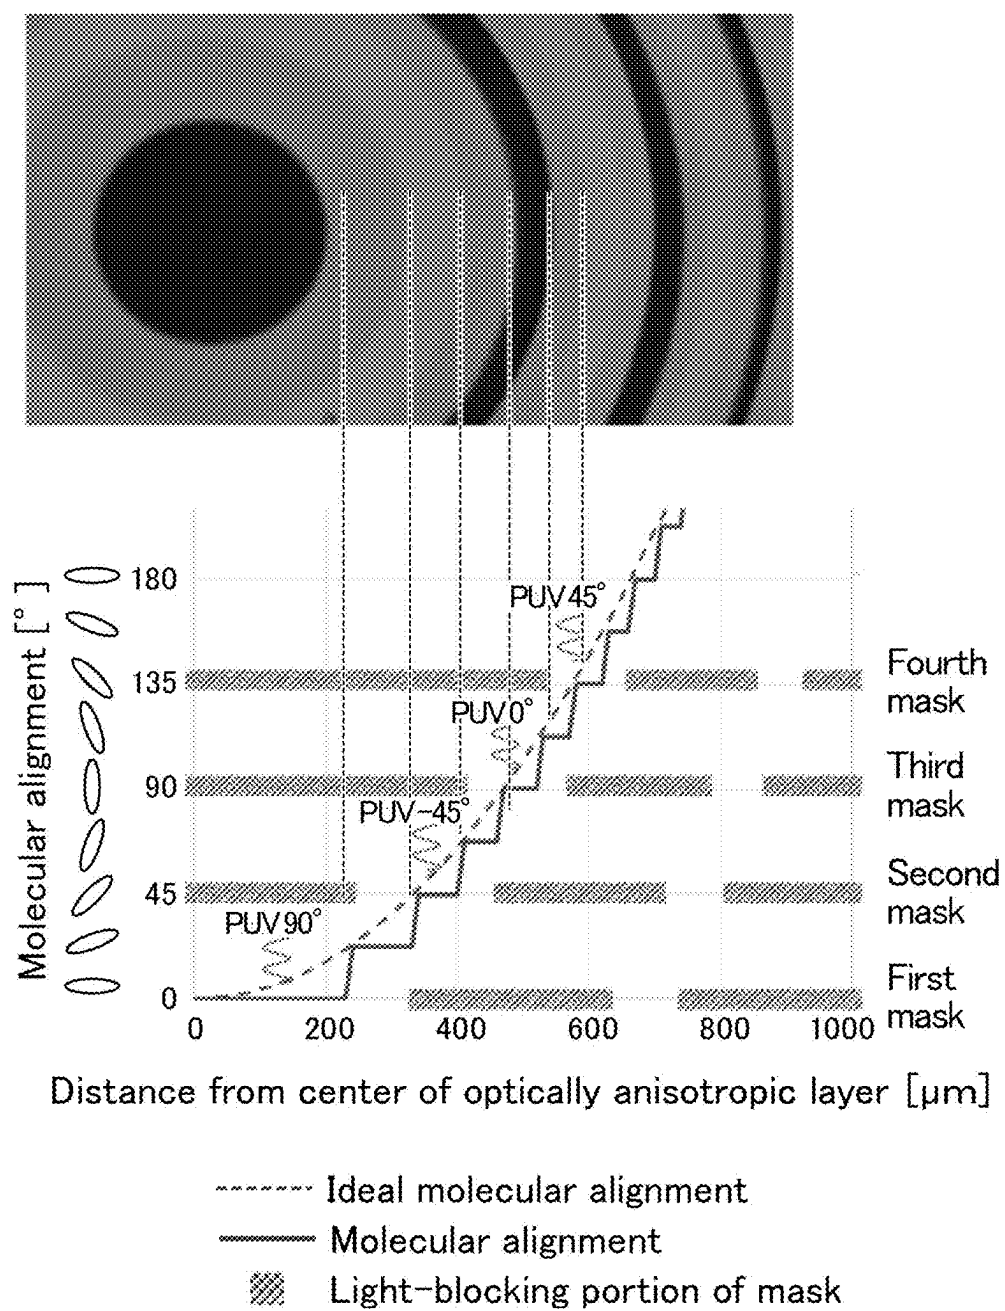 Molecular alignment [°]
180
135
90
45
0
PUV45°
PUV0°
PUV-45°
PUV90°
Fourth
mask
Third
mask
Second
mask
First
mask
0
200
400
600
800
1000
Distance from center of optically anisotropic layer [μm]
Ideal molecular alignment
Molecular alignment
Light-blocking portion of mask